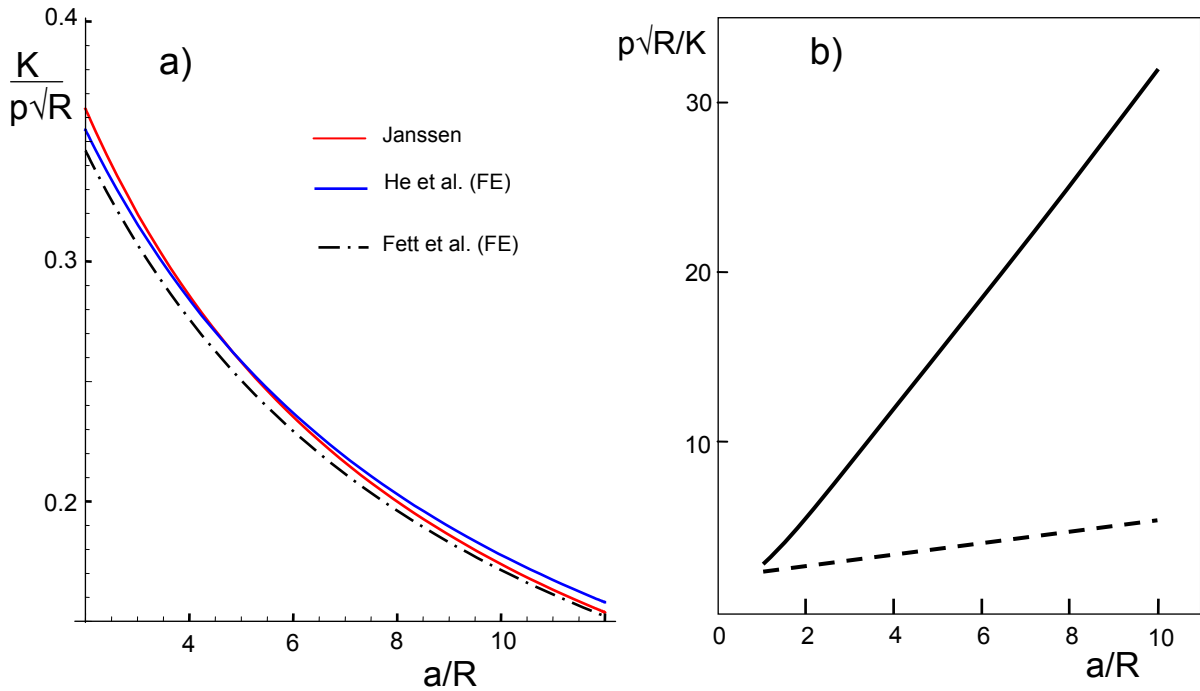 0.4
K
p√R
a)
Janssen
He et al. (FE)
Fett et al. (FE)
0.3
0.2
4 6 8 10
a/R
p√R/K
b)
30
20
10
0 2 4 6 8 10
a/R